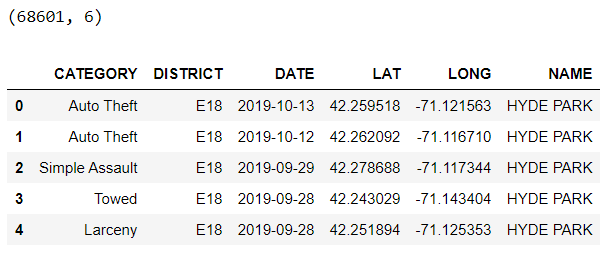 (68601, 6)
CATEGORY DISTRICT DATE LAT LONG NAME
0 Auto Theft E18 2019-10-13 42.259518 -71.121563 HYDE PARK
1 Auto Theft E18 2019-10-12 42.262092 -71.116710 HYDE PARK
2 Simple Assault E18 2019-09-29 42.278688 -71.117344 HYDE PARK
3 Towed E18 2019-09-28 42.243029 -71.143404 HYDE PARK
4 Larceny E18 2019-09-28 42.251894 -71.125353 HYDE PARK